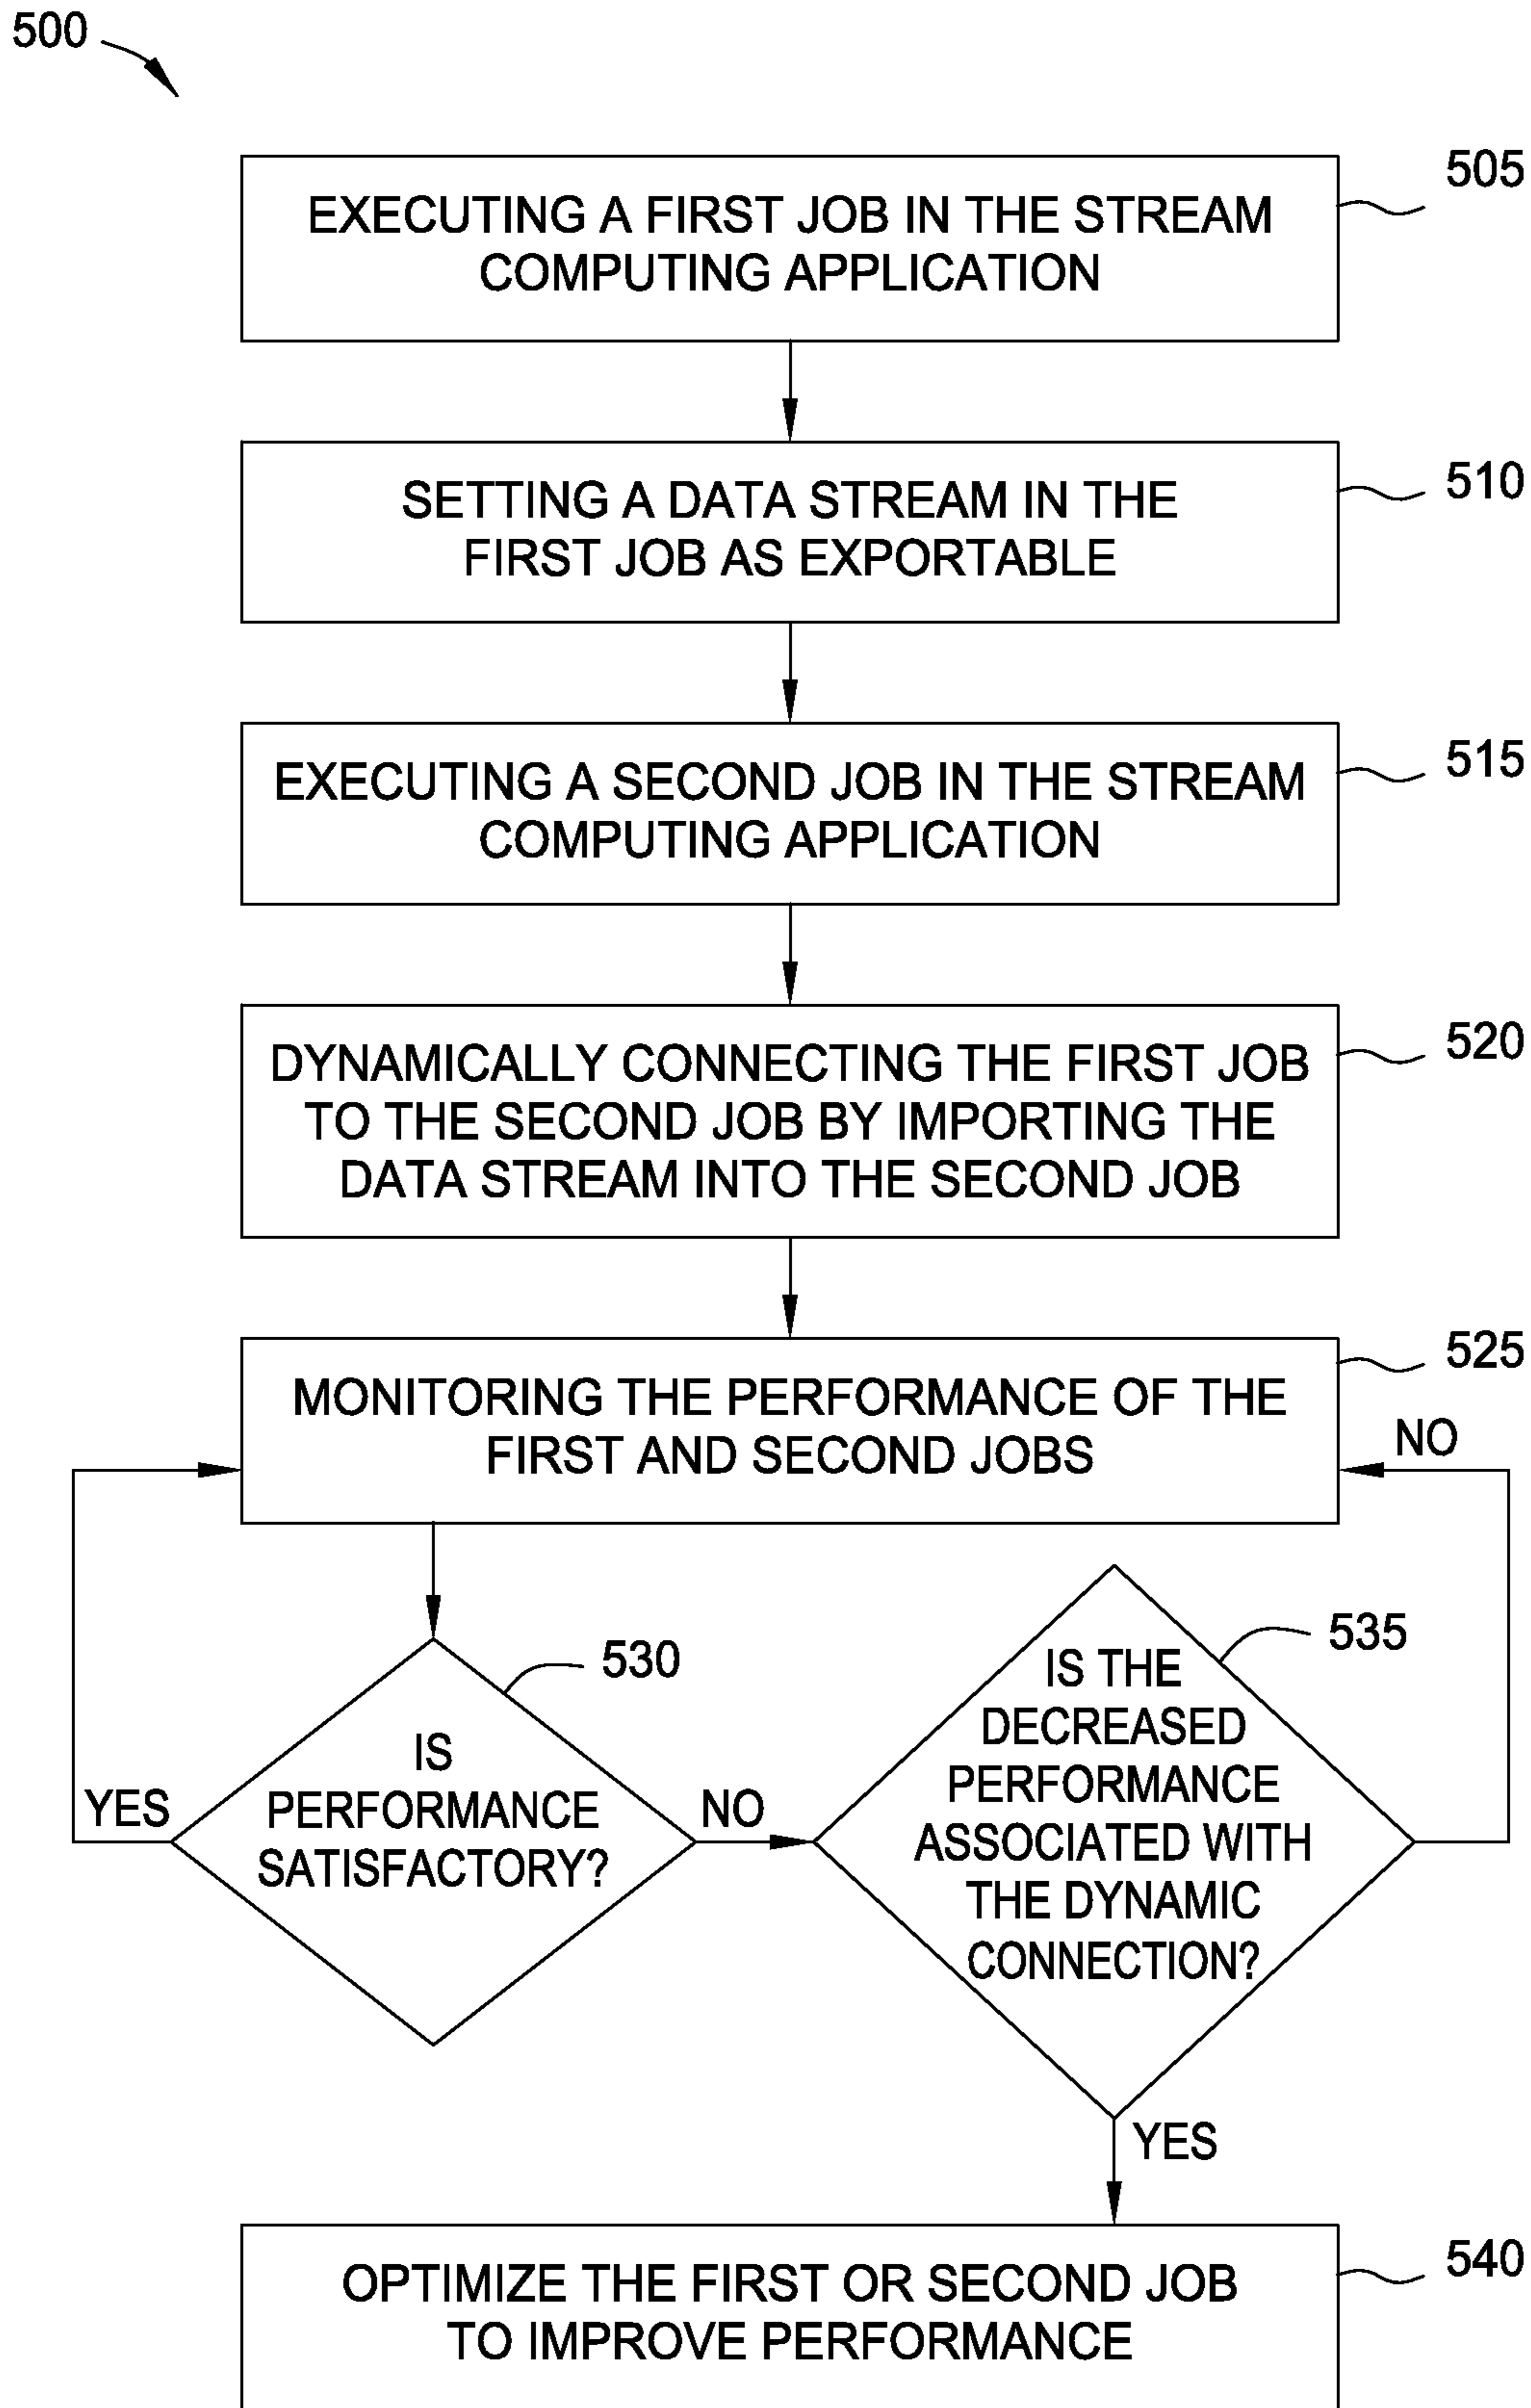 500
505
EXECUTING A FIRST JOB IN THE STREAM
COMPUTING APPLICATION
510
SETTING A DATA STREAM IN THE
FIRST JOB AS EXPORTABLE
515
EXECUTING A SECOND JOB IN THE STREAM
COMPUTING APPLICATION
520
DYNAMICALLY CONNECTING THE FIRST JOB
TO THE SECOND JOB BY IMPORTING THE
DATA STREAM INTO THE SECOND JOB
525
MONITORING THE PERFORMANCE OF THE
FIRST AND SECOND JOBS
NO
530
IS
PERFORMANCE
SATISFACTORY?
YES
NO
535
IS THE
DECREASED
PERFORMANCE
ASSOCIATED WITH
THE DYNAMIC
CONNECTION?
YES
540
OPTIMIZE THE FIRST OR SECOND JOB
TO IMPROVE PERFORMANCE